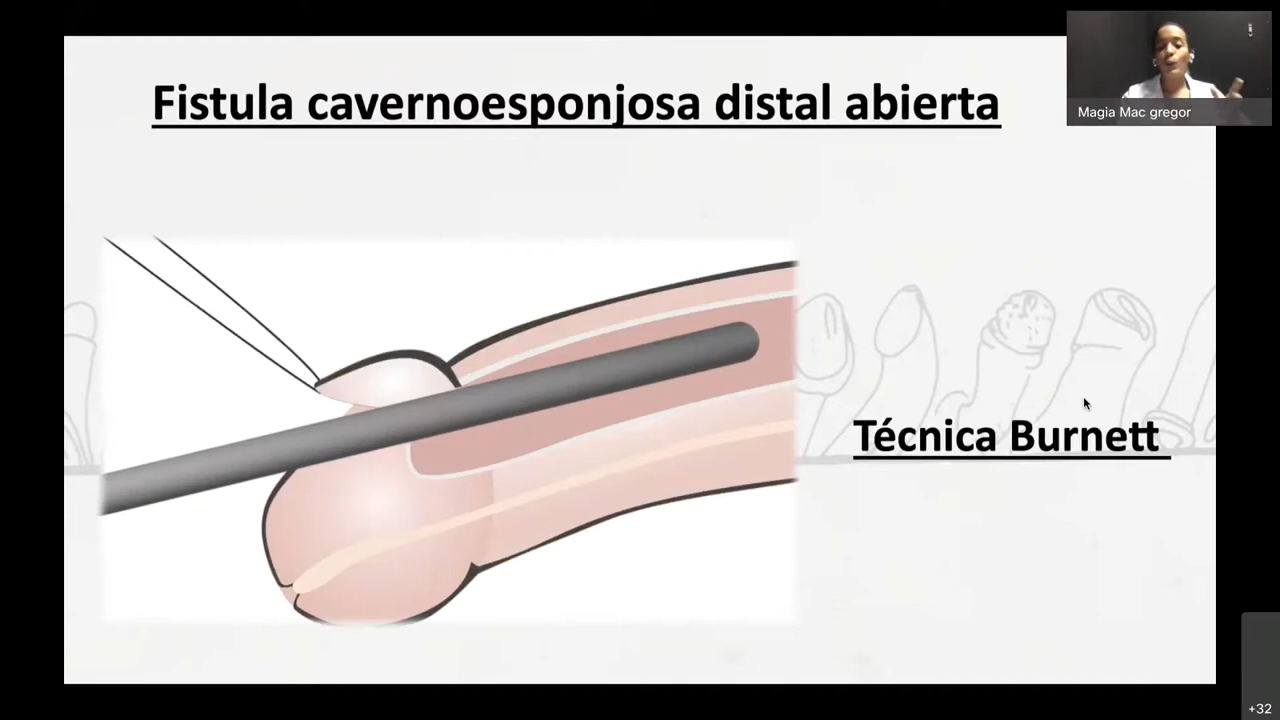 Fistula cavernoesponjosa distal abierta
Magia Mac gregor
Técnica Burnett
+32